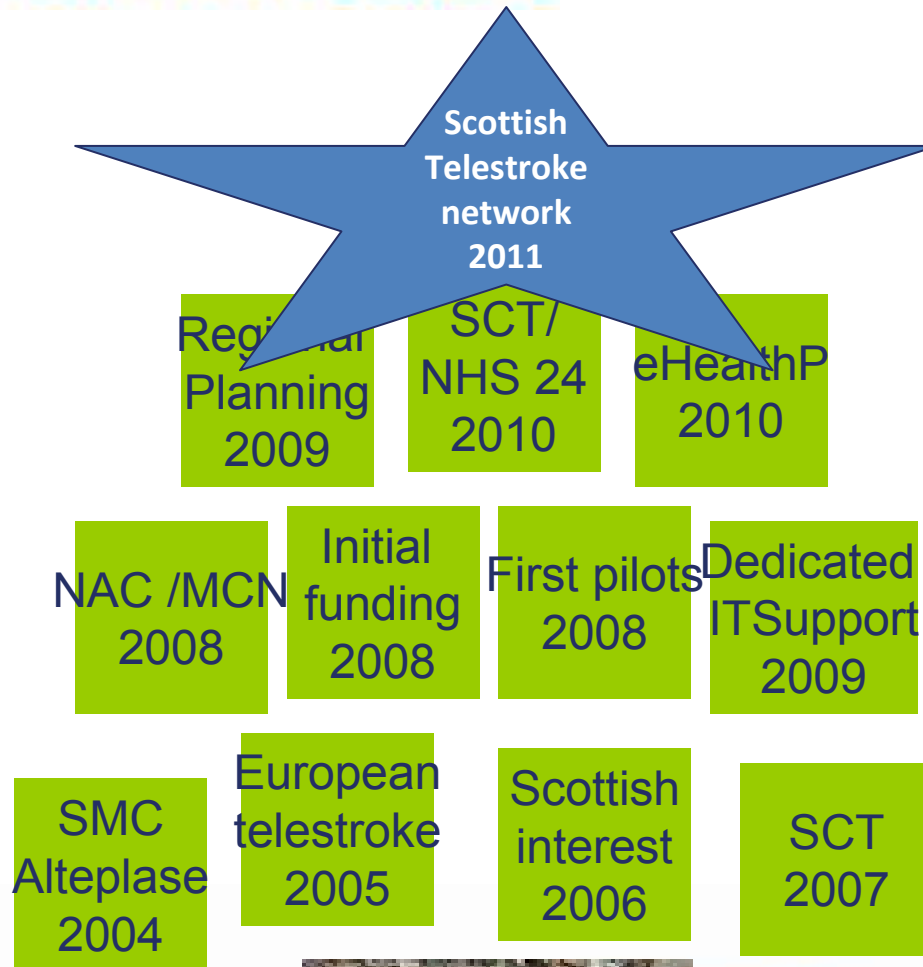 Scottish
Telestroke
network
2011
Regional
Planning
2009
SCT/
NHS 24
2010
eHealthP
2010
NAC /MCN
2008
Initial
funding
2008
First pilots
2008
Dedicated
ITSupport
2009
SMC
Alteplase
2004
European
telestroke
2005
Scottish
interest
2006
SCT
2007